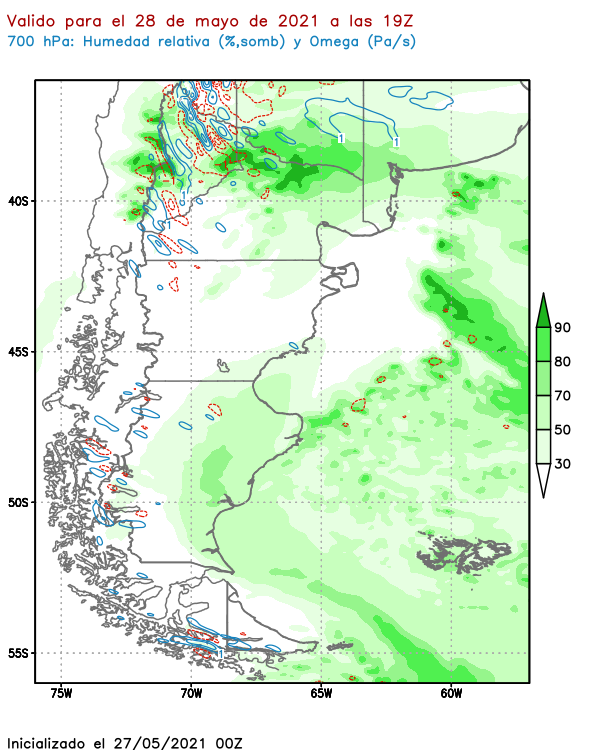 Valido para el 28 de mayo de 2021 a las 19Z
700 hPa: Humedad relativa (%,somb) y Omega (Pa/s)
1
1
40S
45S
50S
55S
1
75W
70W
65W
60W
90
80
70
50
30
Inicializado el 27/05/2021 00Z